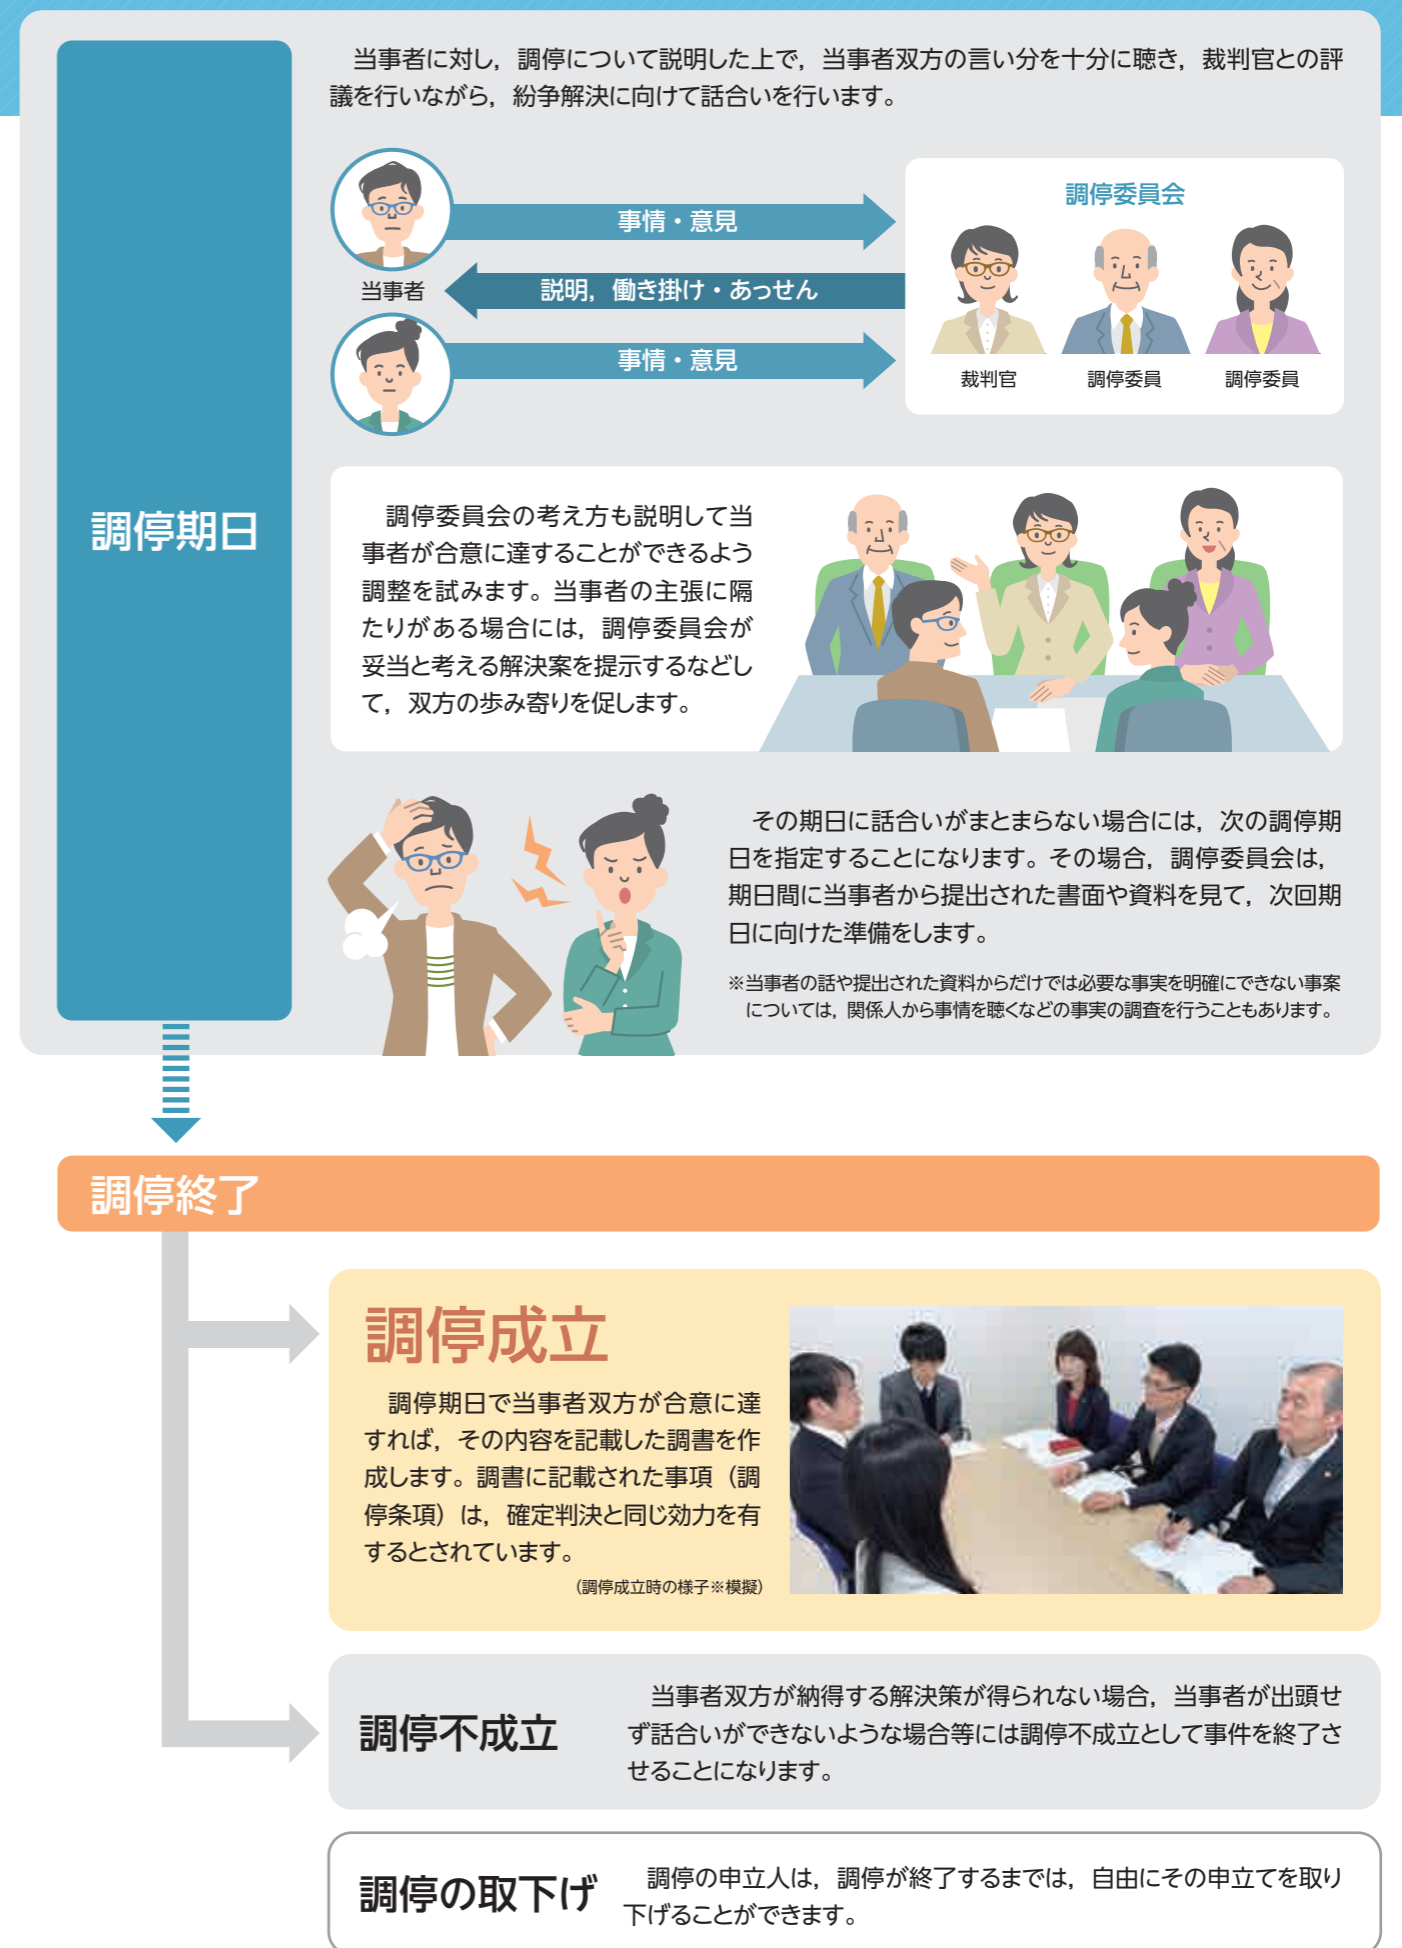 調停期日
当事者に対し，調停について説明した上で，当事者双方の言い分を十分に聴き，裁判官との評
議を行いながら，紛争解決に向けて話合いを行います。
事情・意見
当事者
説明，働き掛け・あっせん
事情・意見
調停委員会
裁判官
調停委員
調停委員
調停委員会の考え方も説明して当
事者が合意に達することができるよう
調整を試みます。当事者の主張に隔
たりがある場合には，調停委員会が
妥当と考える解決案を提示するなどし
て，双方の歩み寄りを促します。
その期日に話合いがまとまらない場合には，次の調停期
日を指定することになります。その場合，調停委員会は，
期日間に当事者から提出された書面や資料を見て，次回期
日に向けた準備をします。
※当事者の話や提出された資料からだけでは必要な事実を明確にできない事案
については，関係人から事情を聴くなどの事実の調査を行うこともあります。
調停終了
調停成立
調停期日で当事者双方が合意に達
すれば，その内容を記載した調書を作
成します。調書に記載された事項（調
停条項）は，確定判決と同じ効力を有
するとされています。
（調停成立時の様子※模擬）
調停不成立
当事者双方が納得する解決策が得られない場合，当事者が出頭せ
ず話合いができないような場合等には調停不成立として事件を終了さ
せることになります。
調停の取下げ
調停の申立人は，調停が終了するまでは，自由にその申立てを取り
下げることができます。